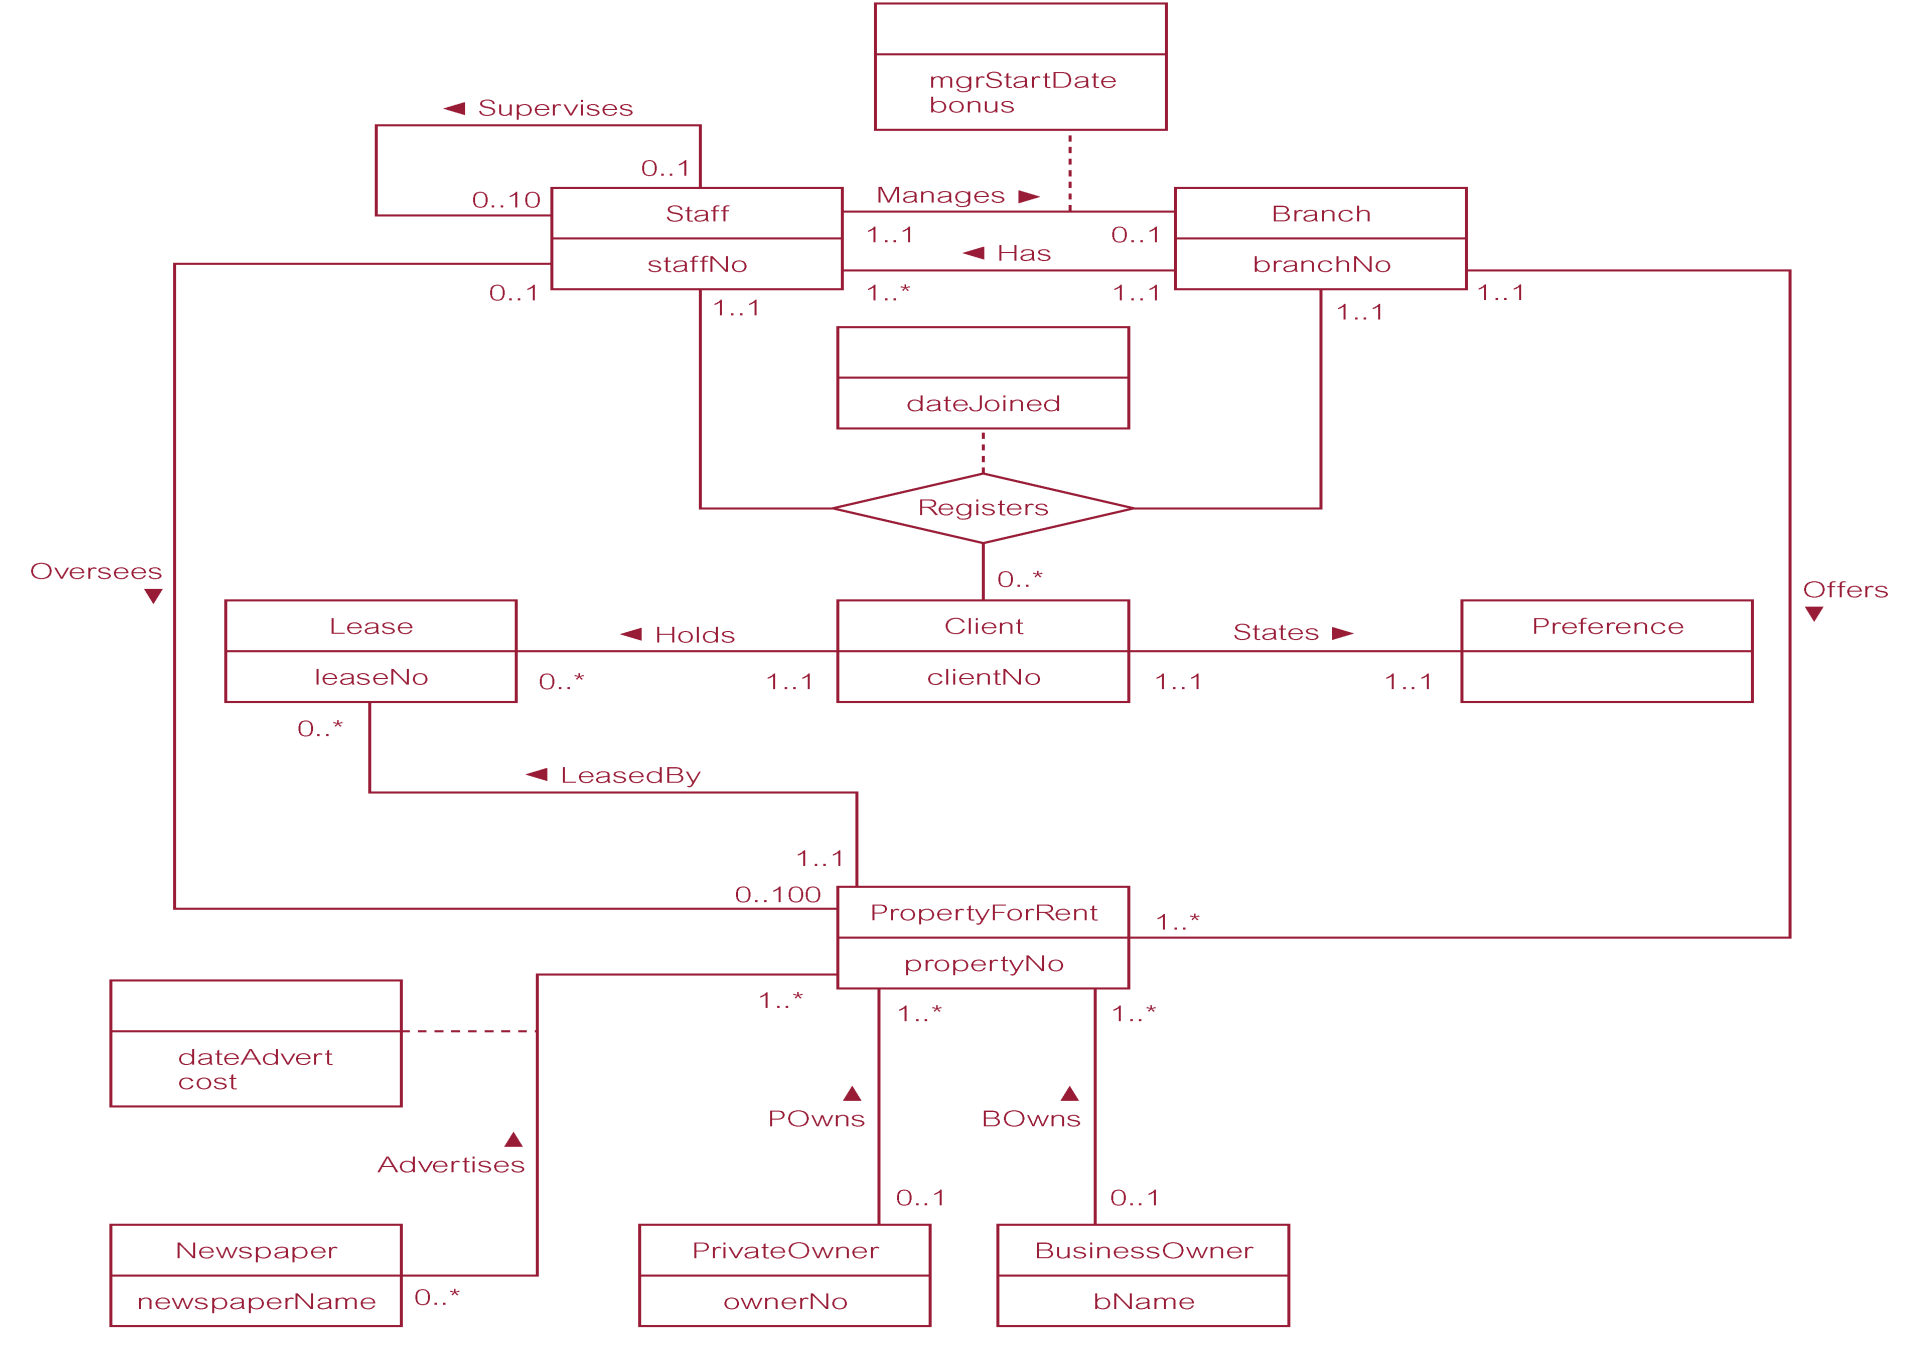 mgrStartDate
bonus
Supervises
0..1
0..10
Staff
staffNo
Manages
1..1
0..1
Has
1..*
1..1
Branch
branchNo
0..1
1..1
1..1
1..1
dateJoined
Registers
0..*
Oversees
Offers
Lease
leaseNo
Holds
0..*
1..1
Client
clientNo
States
1..1
1..1
Preference
0..*
LeasedBy
1..1
0..100
PropertyForRent
propertyNo
1..*
1..*
1..*
1..*
dateAdvert
cost
Advertises
POwns
BOwns
0..1
0..1
Newspaper
newspaperName
0..*
PrivateOwner
ownerNo
BusinessOwner
bName